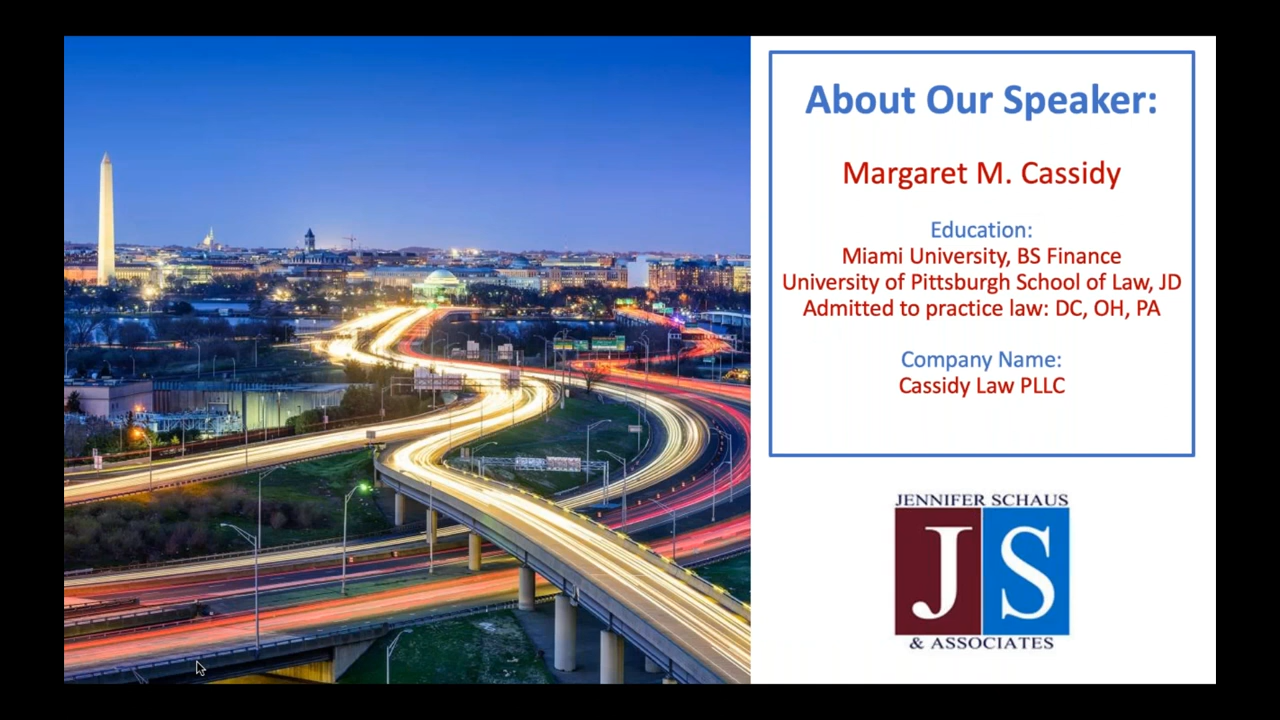 About Our Speaker:
Margaret M. Cassidy
Education:
Miami University, BS Finance
University of Pittsburgh School of Law, JD
Admitted to practice law: DC, OH, PA
Company Name:
Cassidy Law PLLC
JENNIFER SCHAUS
JS
& ASSOCIATES